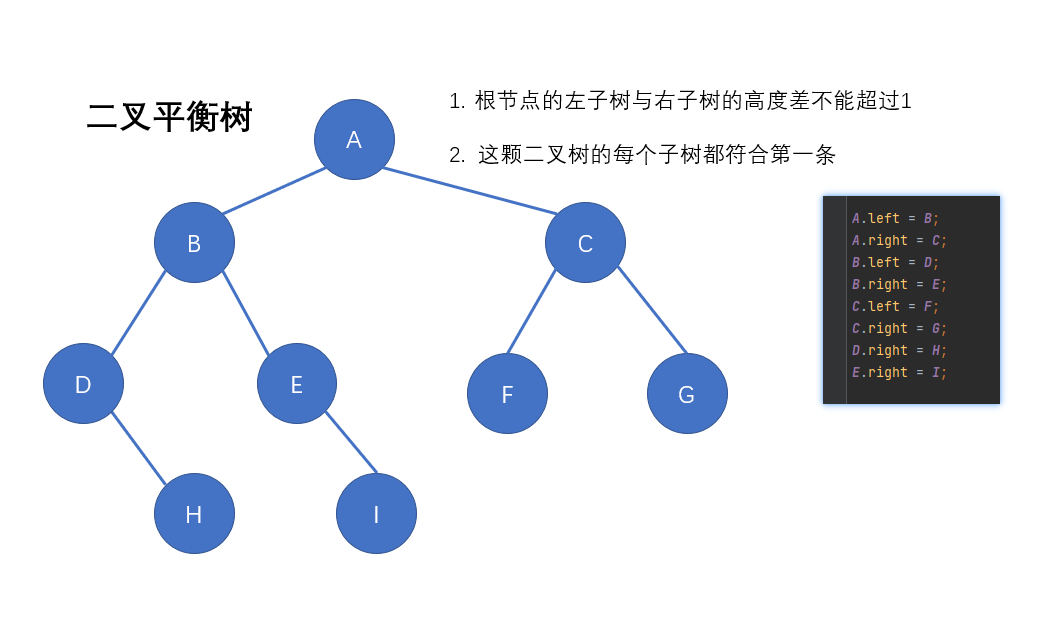 二叉平衡树
1. 根节点的左子树与右子树的高度差不能超过1
2. 这颗二叉树的每个子树都符合第一条
A
B
C
D
E
F
G
H
I
A.left = B;
A.right = C;
B.left = D;
B.right = E;
C.left = F;
C.right = G;
D.right = H;
E.right = I;